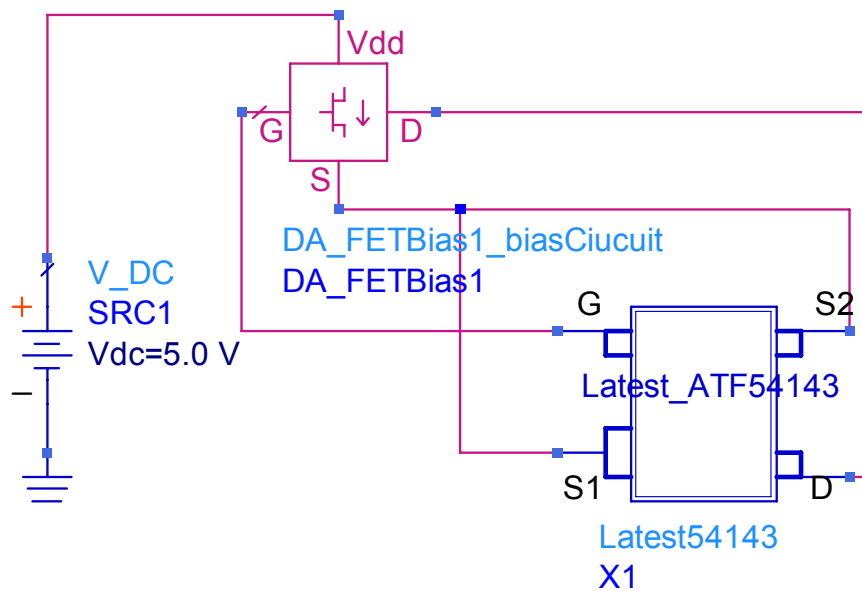 Vdd
G
D
S
DA_FETBias1_biasCiucuit
DA_FETBias1
V_DC
SRC1
Vdc=5.0 V
+
−
G
S2
Latest_ATF54143
S1
D
Latest54143
X1